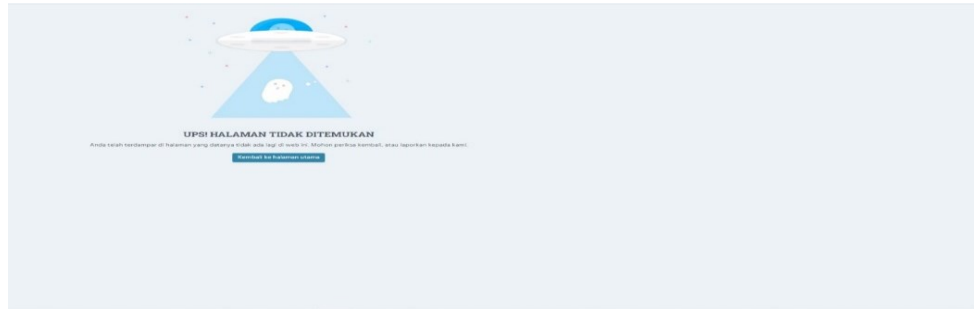 UPS! HALAMAN TIDAK DITEMUKAN
Anda telah terdampar di halaman yang datanya tidak ada lagi di web ini. Mohon periksa kembali, atau laporkan kepada kami.
Kembali ke halaman utama